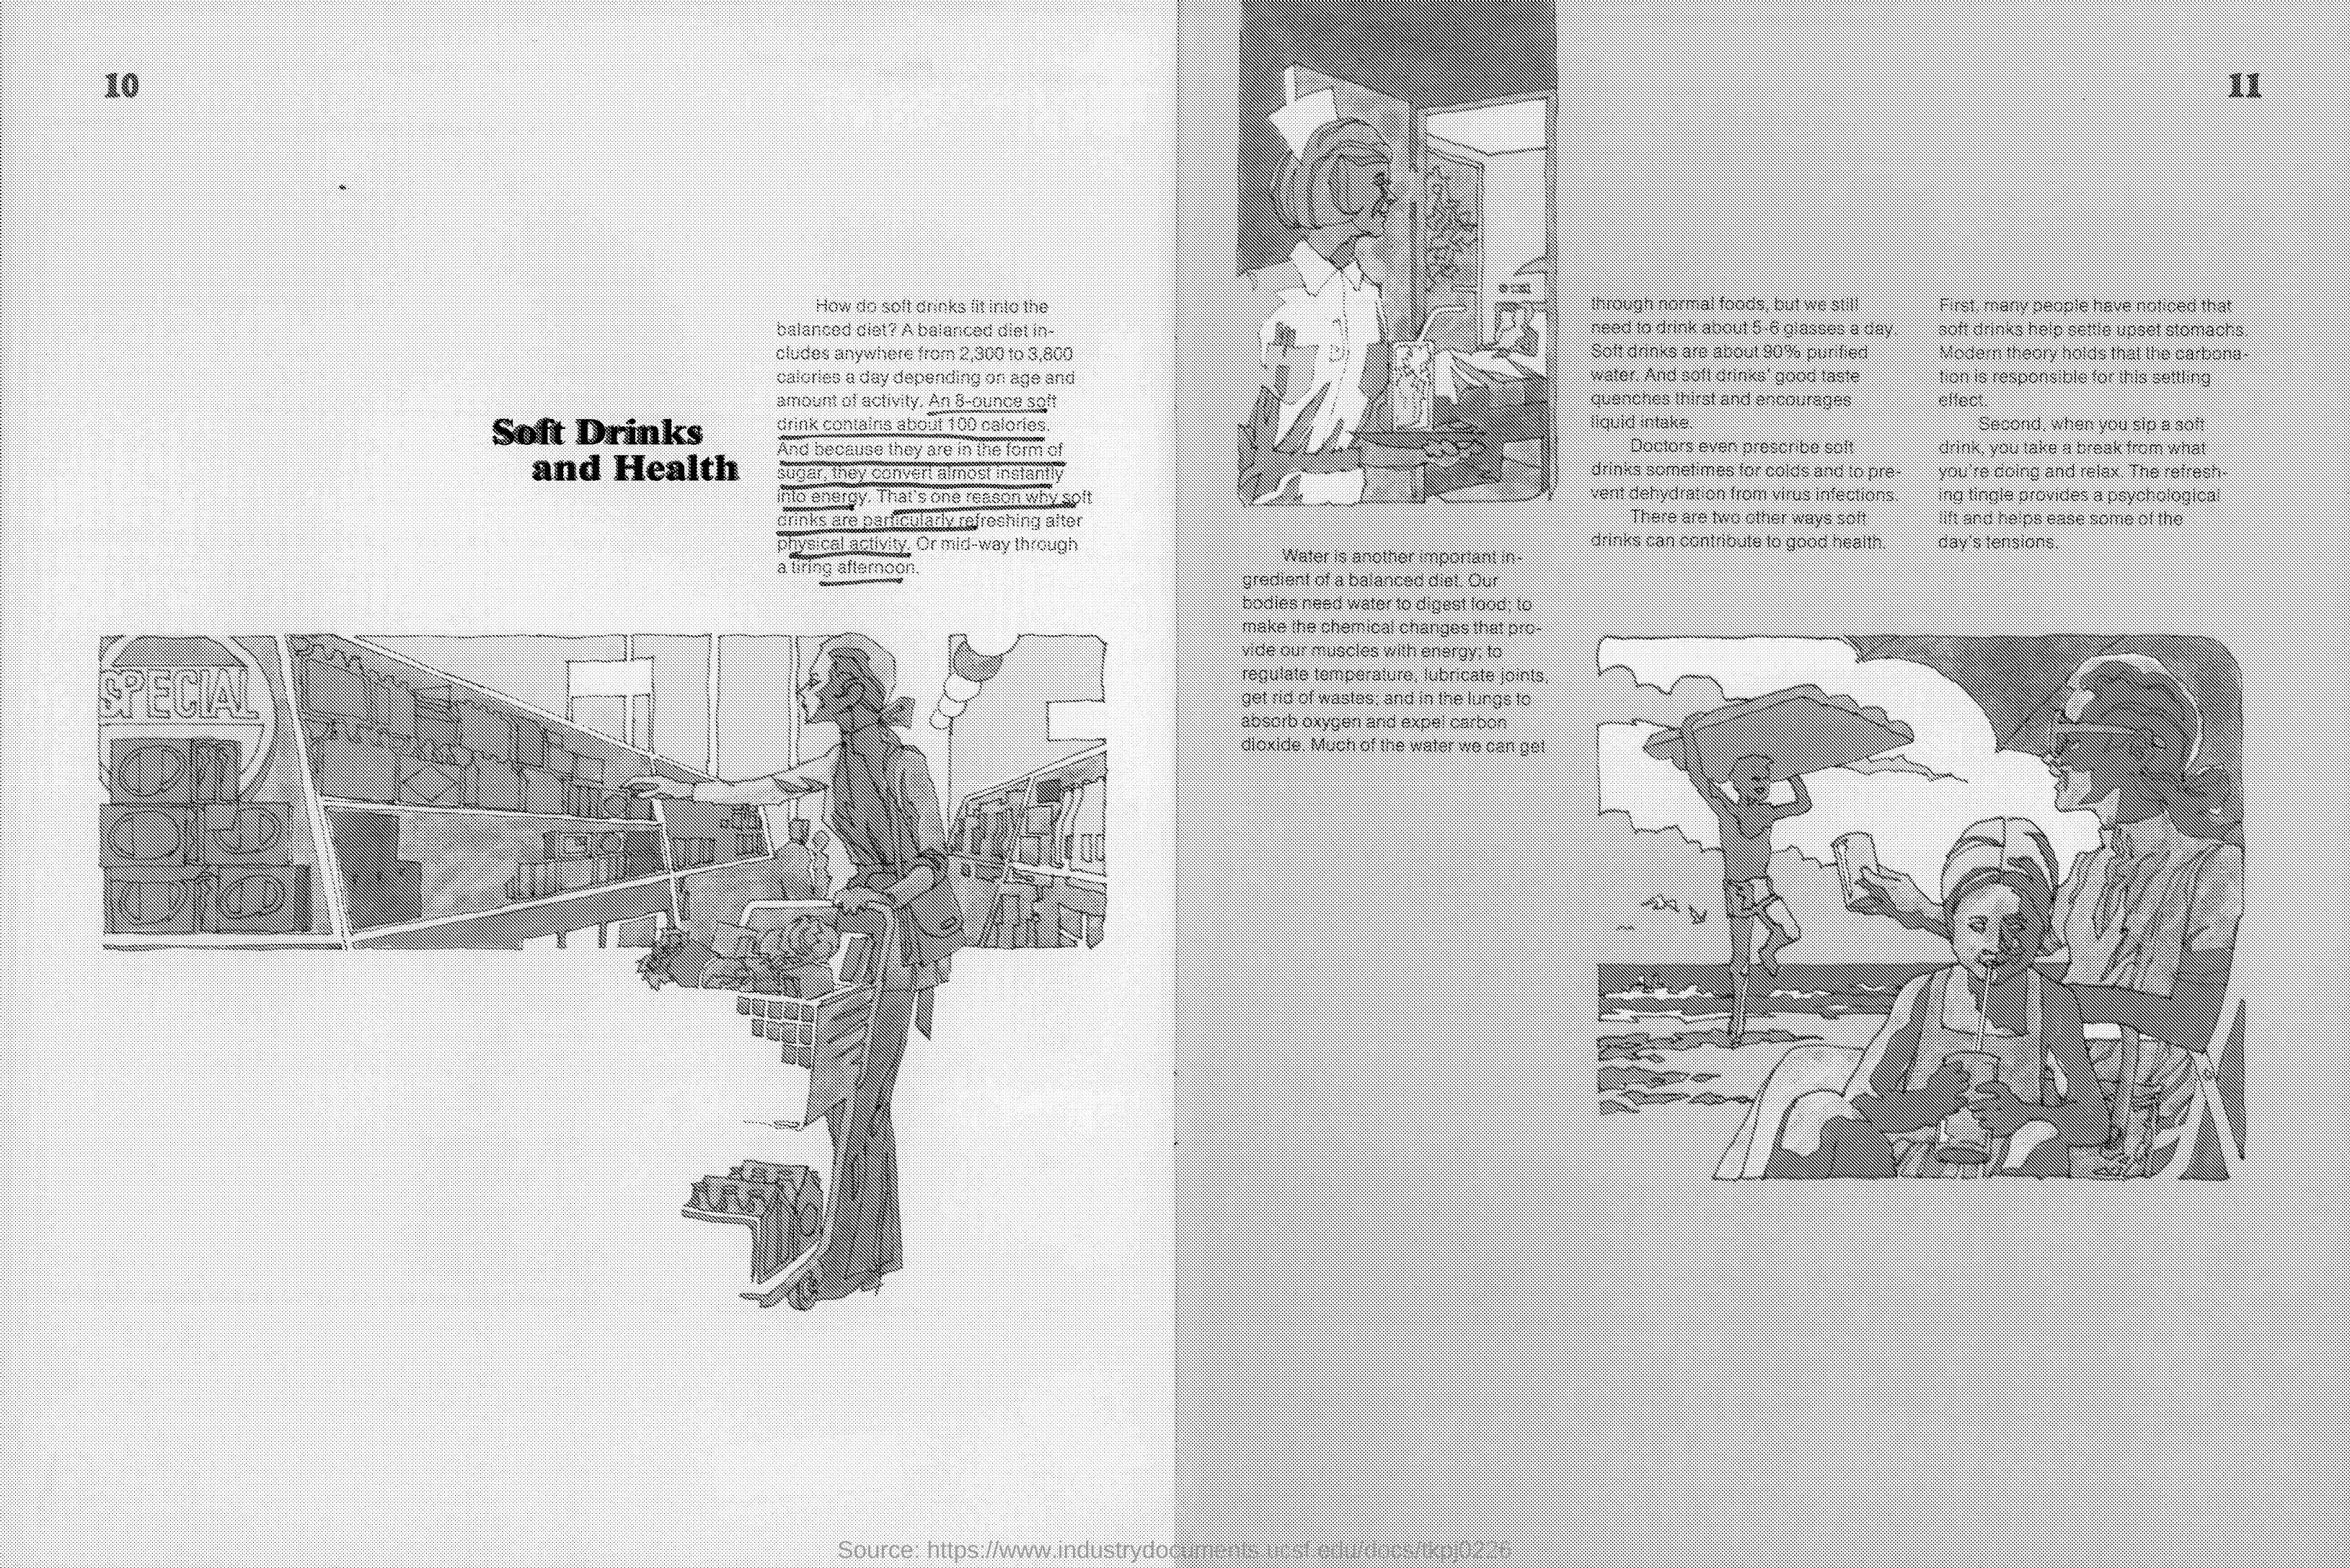 10
11
Soft Drinks
and Health
How do soft drinks fit into the
balanced diet? A balanced diet in-
cludes anywhere from 2,300 to 3,800
calories a day depending on age and
amount of activity. An 8-ounce soft
drink contains about 100 calories.
And because they are in the form of
sugar, they convert almost instantly
into energy. That's one reason why soft
drinks are particularly refreshing after
physical activity. Or mid-way through
a tiring afternoon.
SPECIAL
Water is another important in-
gredient of a balanced diet. Our
bodies need water to digest food; to
make the chemical changes that pro-
vide our muscles with energy; to
regulate temperature, lubricate joints,
get rid of wastes; and in the lungs to
absorb oxygen and expel carbon
dioxide. Much of the water we can get
through normal foods, but we still
need to drink about 5-6 glasses a day.
Soft drinks are about 90% purified
water. And soft drinks' good taste
quenches thirst and encourages
liquid intake.
Doctors even prescribe soft
drinks sometimes for colds and to pre-
vent dehydration from virus infections.
There are two other ways soft
drinks can contribute to good health.
First, many people have noticed that
soft drinks help settle upset stomachs.
Modern theory holds that the carbona-
tion is responsible for this settling
effect.
Second, when you sip a soft
drink, you take a break from what
you're doing and relax. The refresh-
ing tingle provides a psychological
lift and helps ease some of the
day's tensions.
Source: https://www.industrydocuments.ucsf.edu/docs/tkpj0226